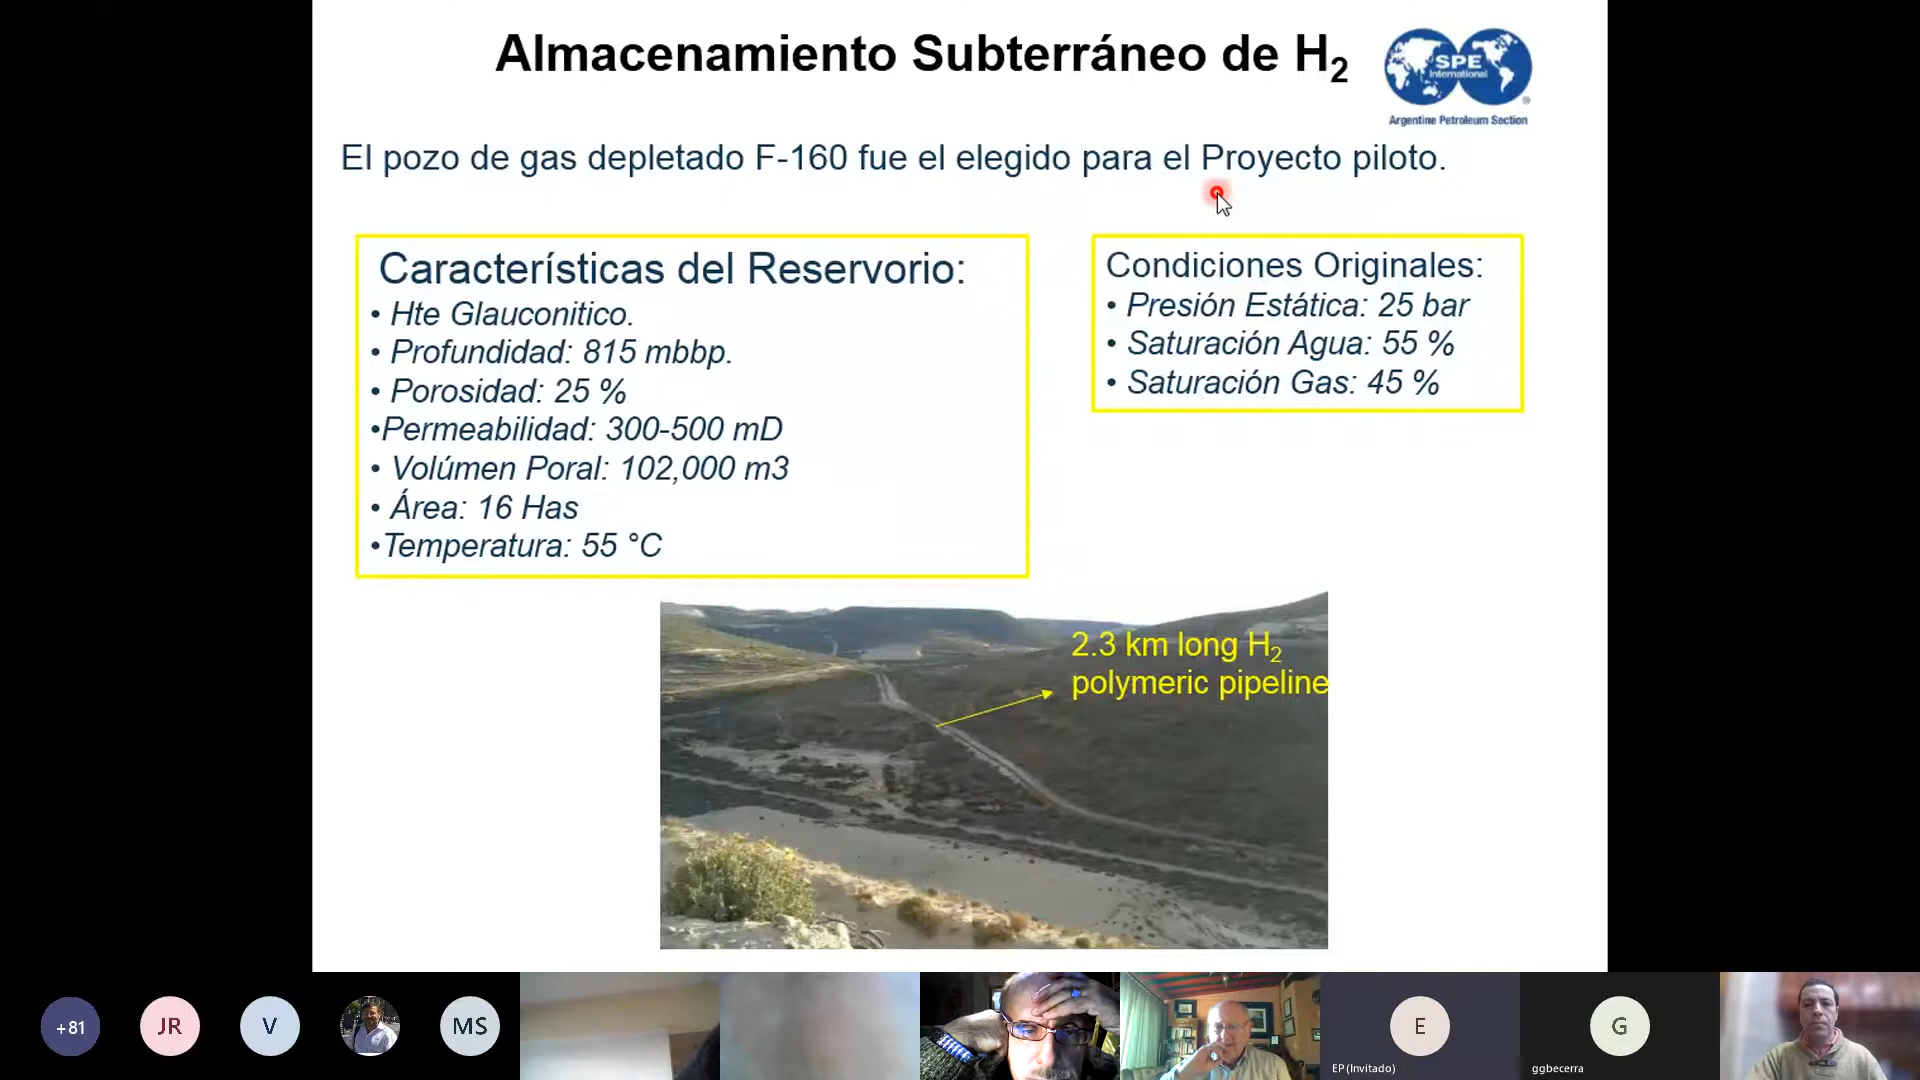 Almacenamiento Subterráneo de H2
SPE
International
®
Argentine Petroleum Section
El pozo de gas depletado F-160 fue el elegido para el Proyecto piloto.
Características del Reservorio:
• Hte Glauconitico.
• Profundidad: 815 mbbp.
• Porosidad: 25 %
•Permeabilidad: 300-500 mD
• Volúmen Poral: 102,000 m3
• Área: 16 Has
•Temperatura: 55 °C
Condiciones Originales:
• Presión Estática: 25 bar
• Saturación Agua: 55 %
• Saturación Gas: 45 %
2.3 km long H2
polymeric pipeline
+81
JR
V
MS
E
EP (Invitado)
G
ggbecerra